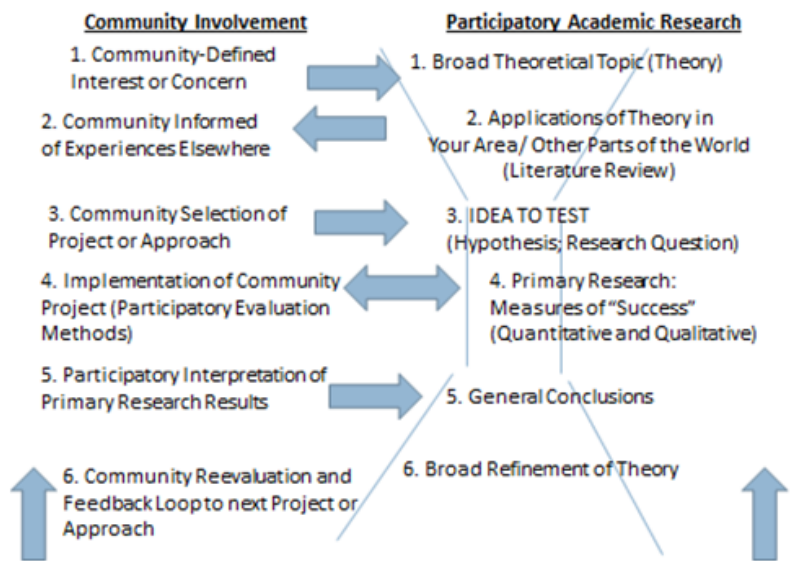 Community Involvement
Participatory Academic Research
1. Community-Defined
Interest or Concern
1. Broad Theoretical Topic (Theory)
2. Community Informed
of Experiences Elsewhere
2. Applications of Theory in
Your Area/ Other Parts of the World
(Literature Review)
3. Community Selection of
Project or Approach
3. IDEA TO TEST
(Hypothesis; Research Question)
4. Implementation of Community
Project (Participatory Evaluation
Methods)
4. Primary Research:
Measures of “Success”
(Quantitative and Qualitative)
5. Participatory Interpretation of
Primary Research Results
5. General Conclusions
6. Community Reevaluation and
Feedback Loop to next Project or
Approach
6. Broad Refinement of Theory